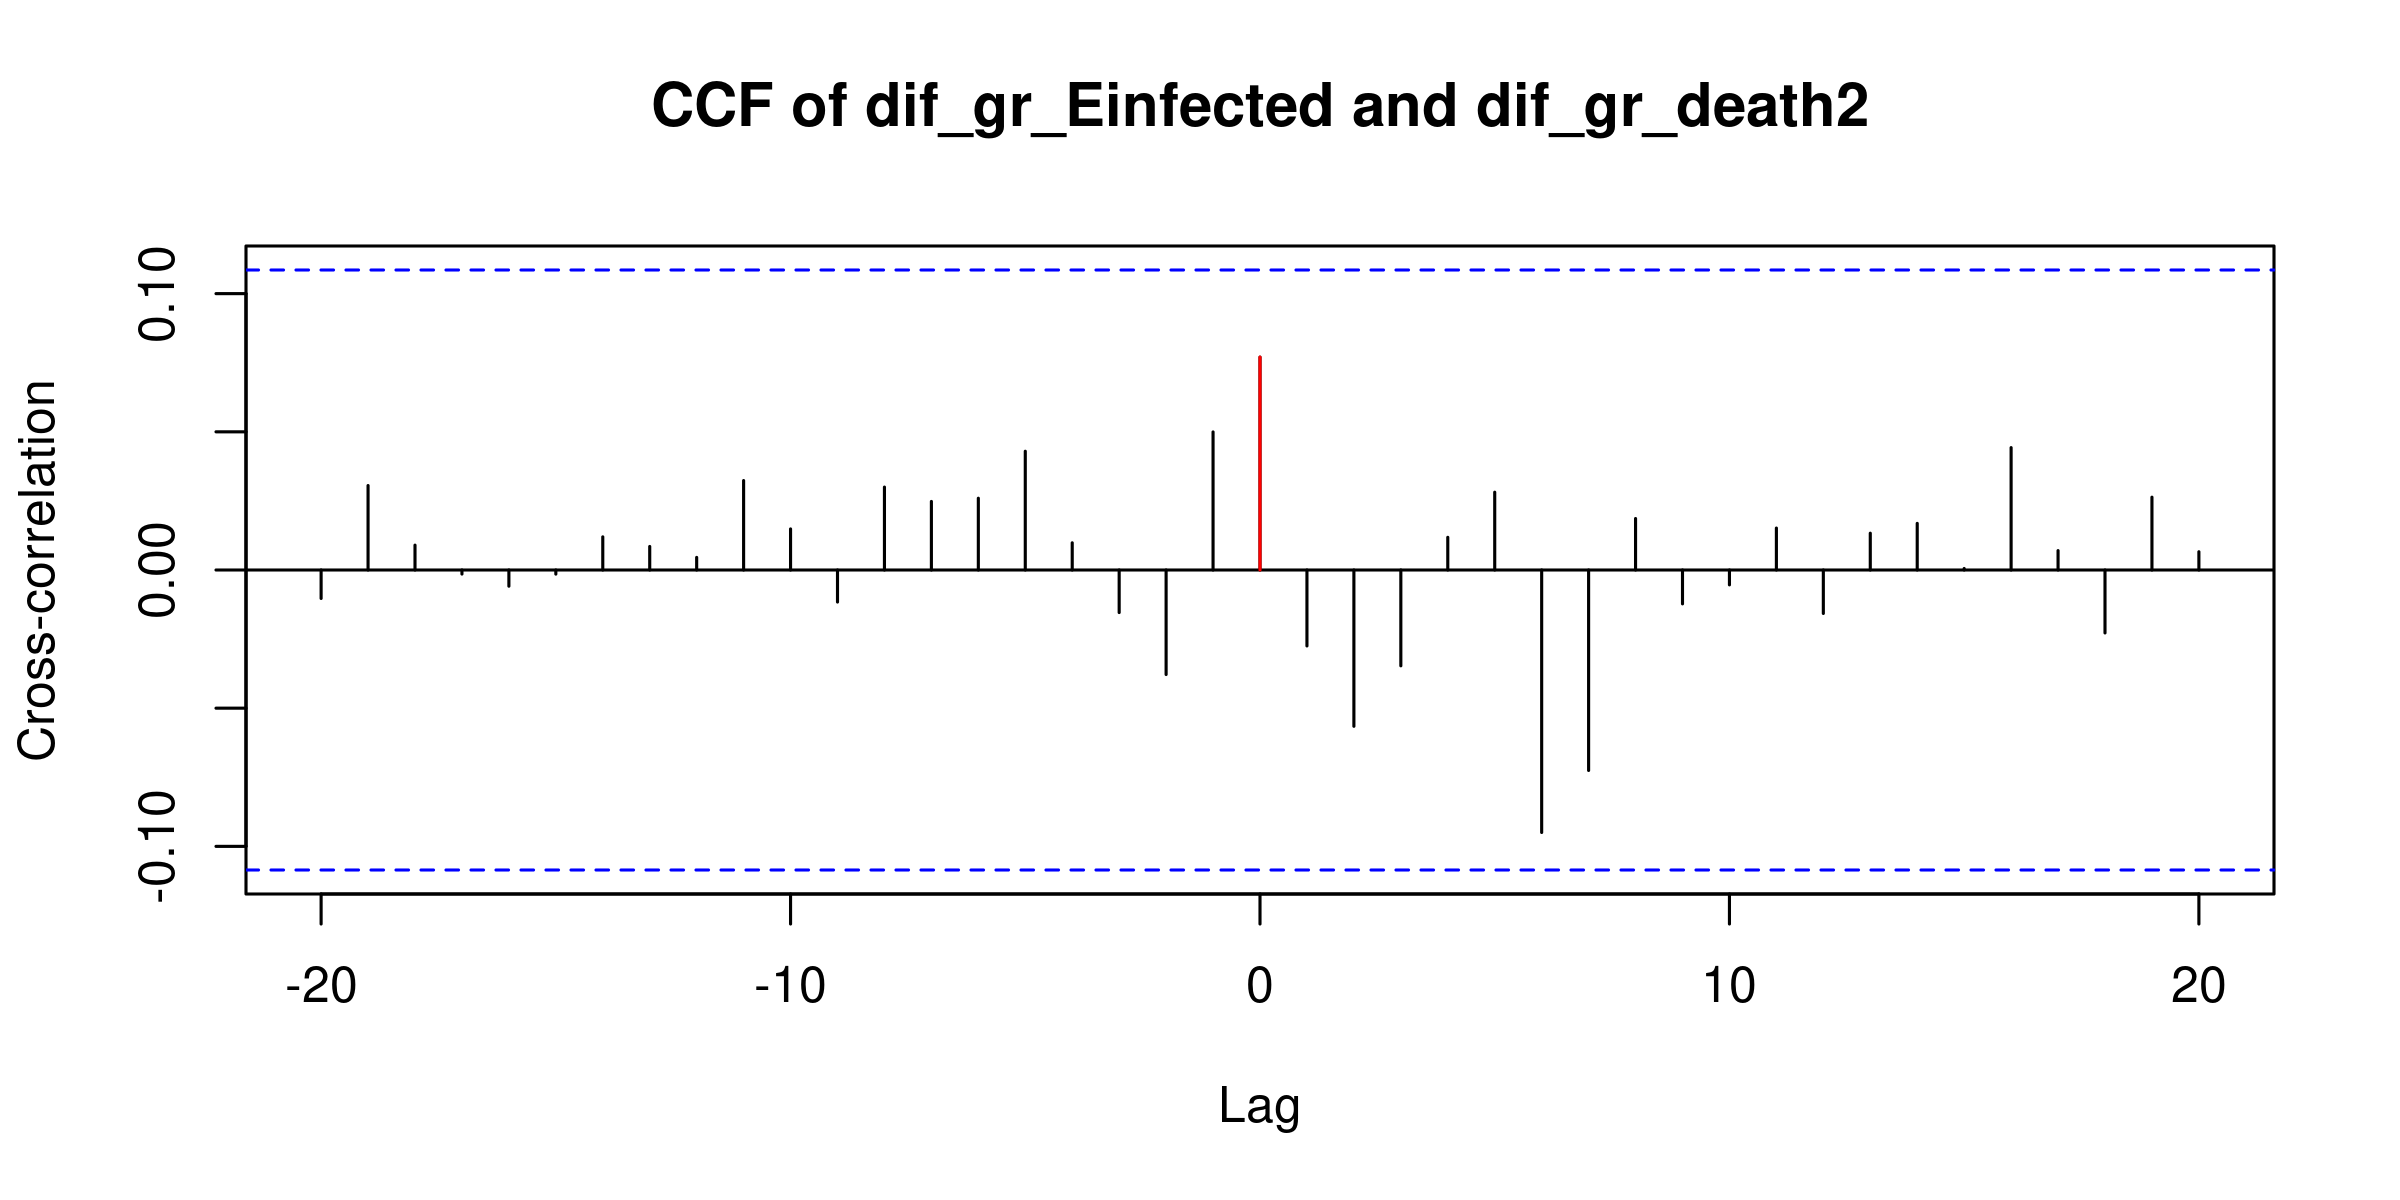 CCF of dif_gr_Einfected and dif_gr_death2
Cross-correlation
0.10
0.00
-0.10
-20
-10
0
10
20
Lag